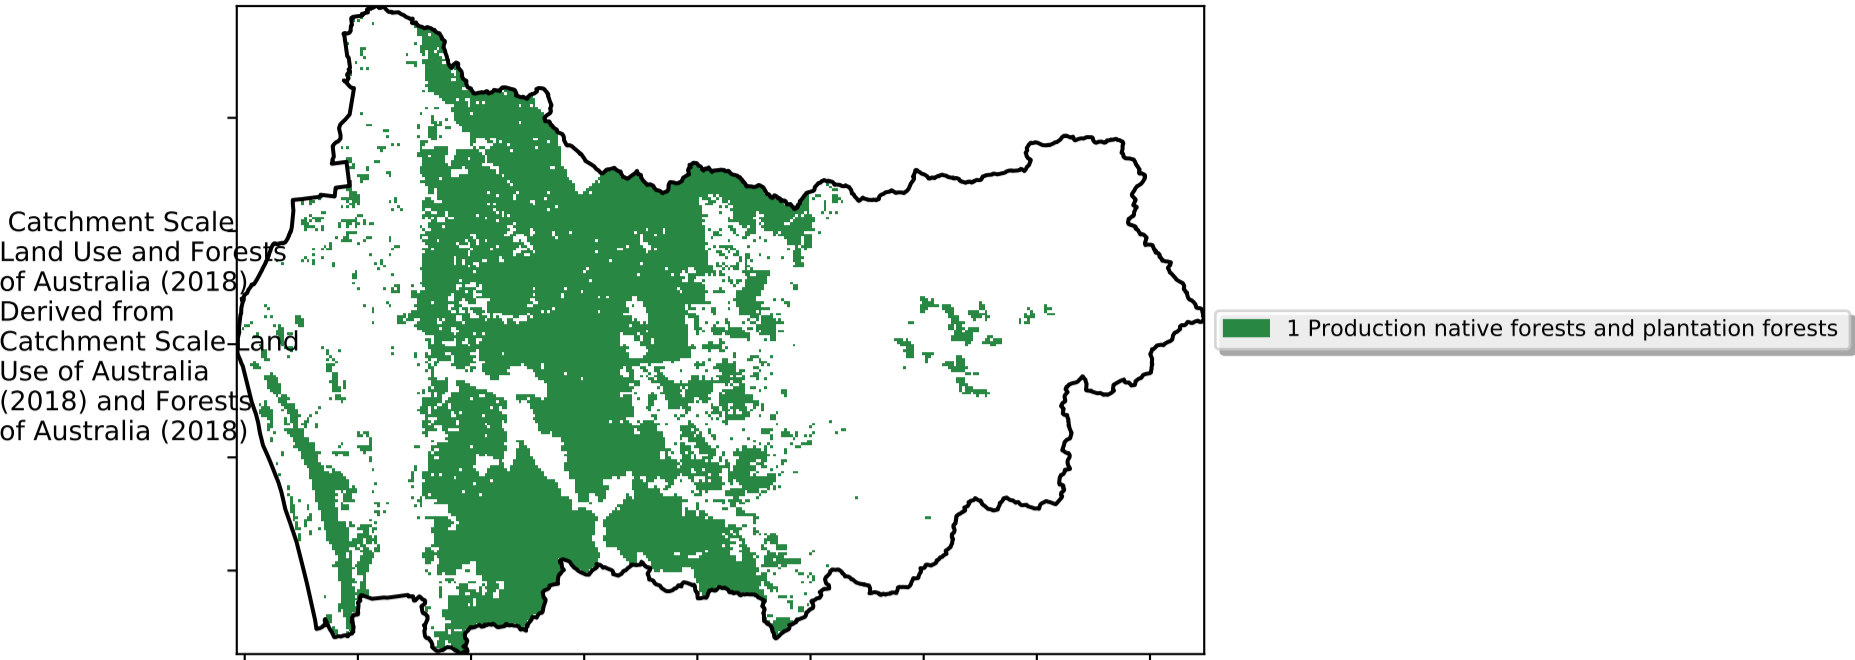 Catchment Scale
Land Use and Forests
of Australia (2018)
Derived from
Catchment Scale Land
Use of Australia
(2018) and Forests
of Australia (2018)
1 Production native forests and plantation forests